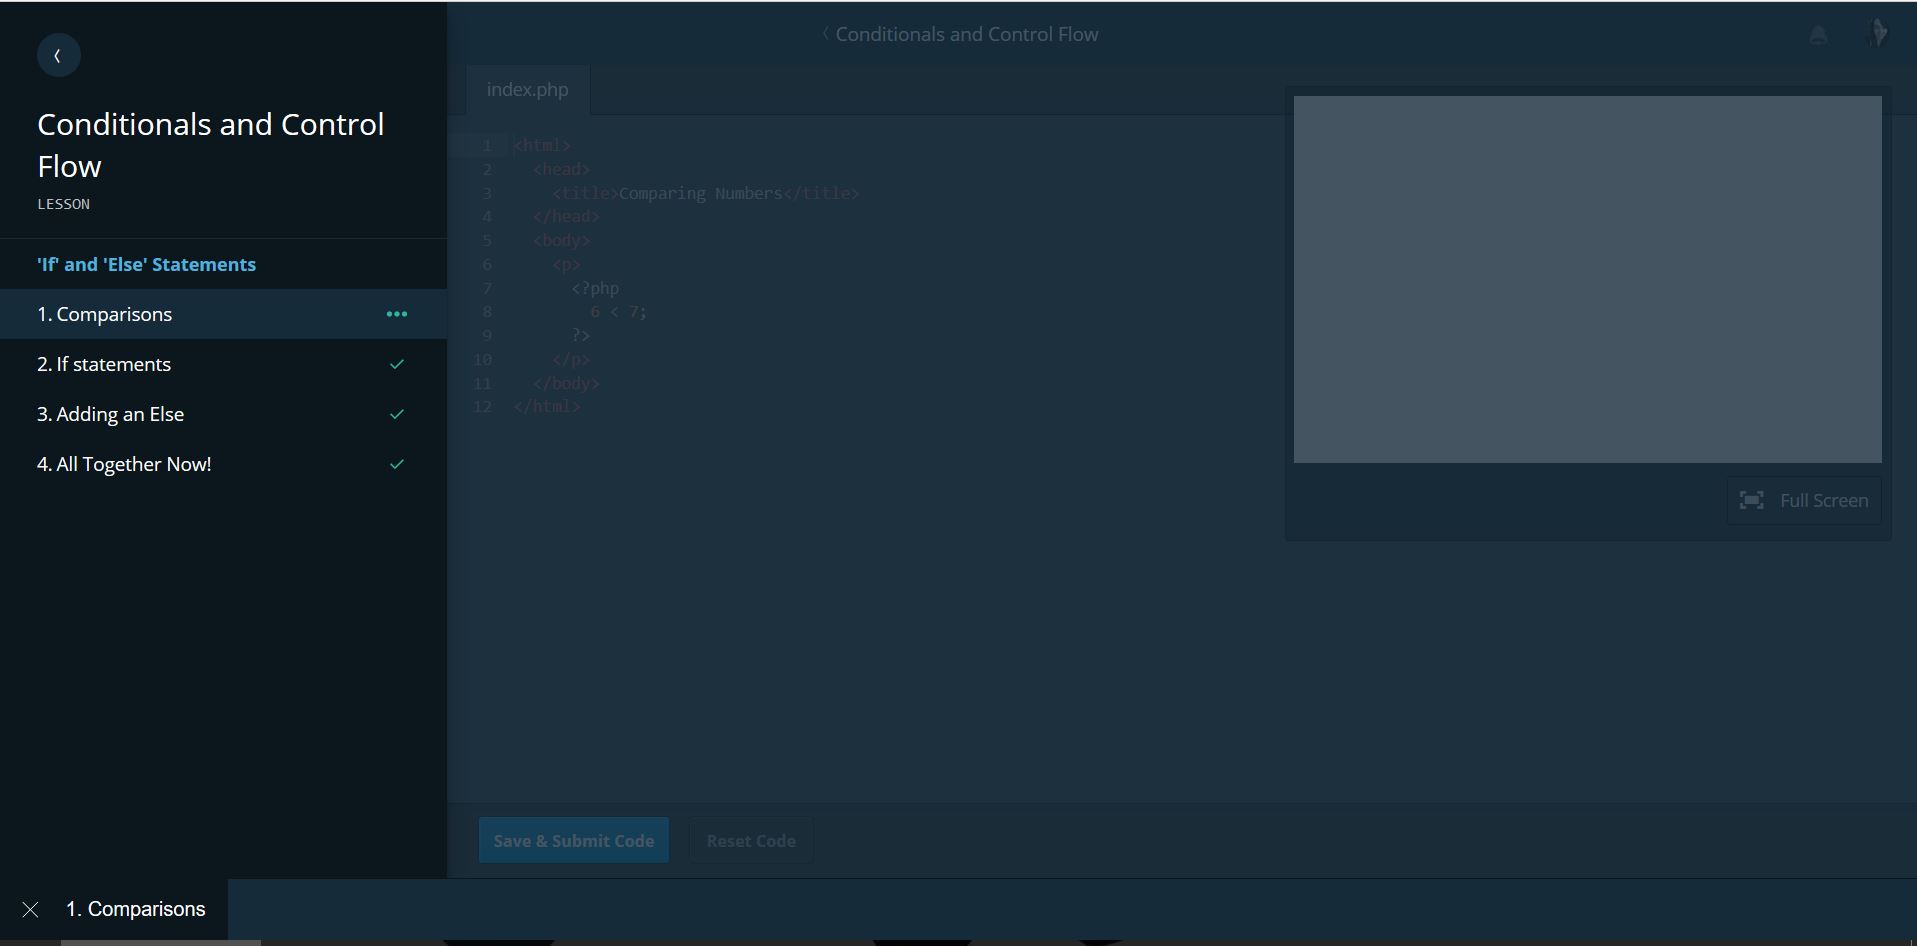 Conditionals and Control
Flow
LESSON
'If' and 'Else' Statements
1. Comparisons
2. If statements
3. Adding an Else
4. All Together Now!
1. Comparisons
Conditionals and Control Flow
index.php
1 <html>
2 <head>
3 <title>Comparing Numbers</title>
4 </head>
5 <body>
6 <p>
7 <?php
8 6 < 7;
9 ?>
10 </p>
11 </body>
12 </html>
Full Screen
Save & Submit Code
Reset Code